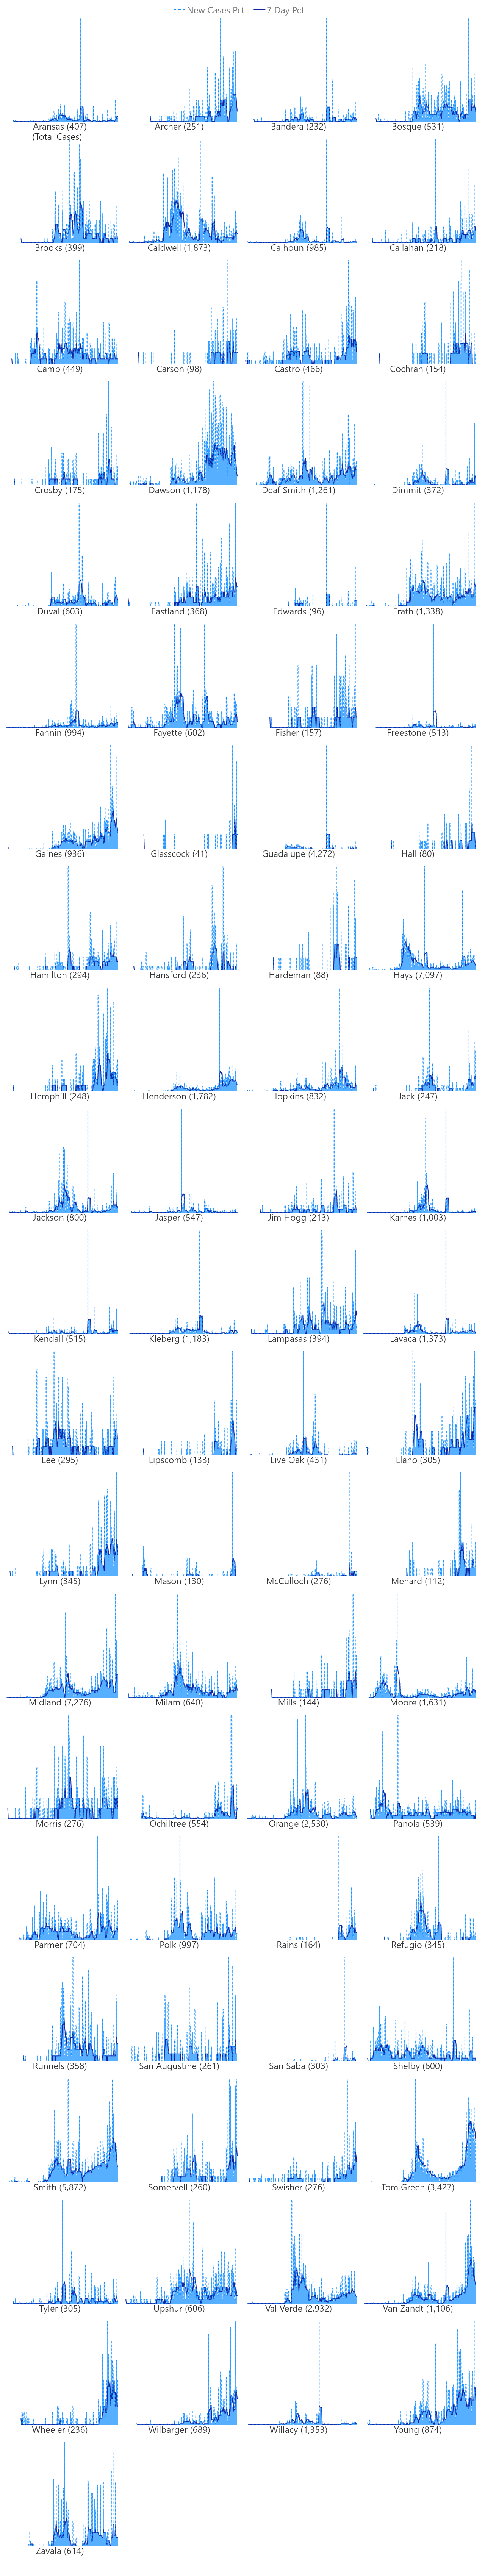 New Cases Pct 7 Day Pct
Aransas (407) Archer (251) Bandera (232) Bosque (531)
(Total Cases)
Brooks (399) Caldwell (1,873) Calhoun (985) Callahan (218)
Camp (449) Carson (98) Castro (466) Cochran (154)
Crosby (175) Dawson (1,178) Deaf Smith (1,261) Dimmit (372)
Duval (603) Eastland (368) Edwards (96) Erath (1,338)
Fannin (994) Fayette (602) Fisher (157) Freestone (513)
Gaines (936) Glasscock (41) Guadalupe (4,272) Hall (80)
Hamilton (294) Hansford (236) Hardeman (88) Hays (7,097)
Hemphill (248) Henderson (1,782) Hopkins (832) Jack (247)
Jackson (800) Jasper (547) Jim Hogg (213) Karnes (1,003)
Kendall (515) Kleberg (1,183) Lampasas (394) Lavaca (1,373)
Lee (295) Lipscomb (133) Live Oak (431) Llano (305)
Lynn (345) Mason (130) McCulloch (276) Menard (112)
Midland (7,276) Milam (640) Mills (144) Moore (1,631)
Morris (276) Ochiltree (554) Orange (2,530) Panola (539)
Parmer (704) Polk (997) Rains (164) Refugio (345)
Runnels (358) San Augustine (261) San Saba (303) Shelby (600)
Smith (5,872) Somervell (260) Swisher (276) Tom Green (3,427)
Tyler (305) Upshur (606) Val Verde (2,932) Van Zandt (1,106)
Wheeler (236) Wilbarger (689) Willacy (1,353) Young (874)
Zavala (614)